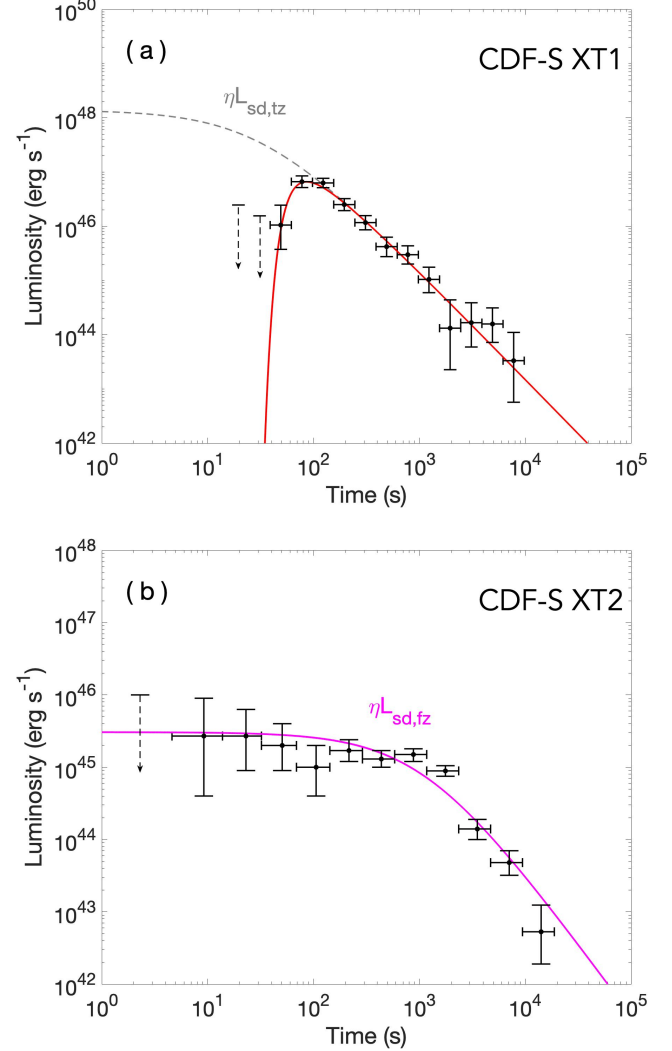 10^50
( a )
CDF-S XT1
ηL_sd,tz
10^48
10^46
10^44
10^42
Luminosity (erg s^-1)
10^0
10^1
10^2
10^3
10^4
10^5
Time (s)
10^48
( b )
CDF-S XT2
10^47
ηL_sd,fz
10^46
10^45
10^44
10^43
10^42
Luminosity (erg s^-1)
10^0
10^1
10^2
10^3
10^4
10^5
Time (s)